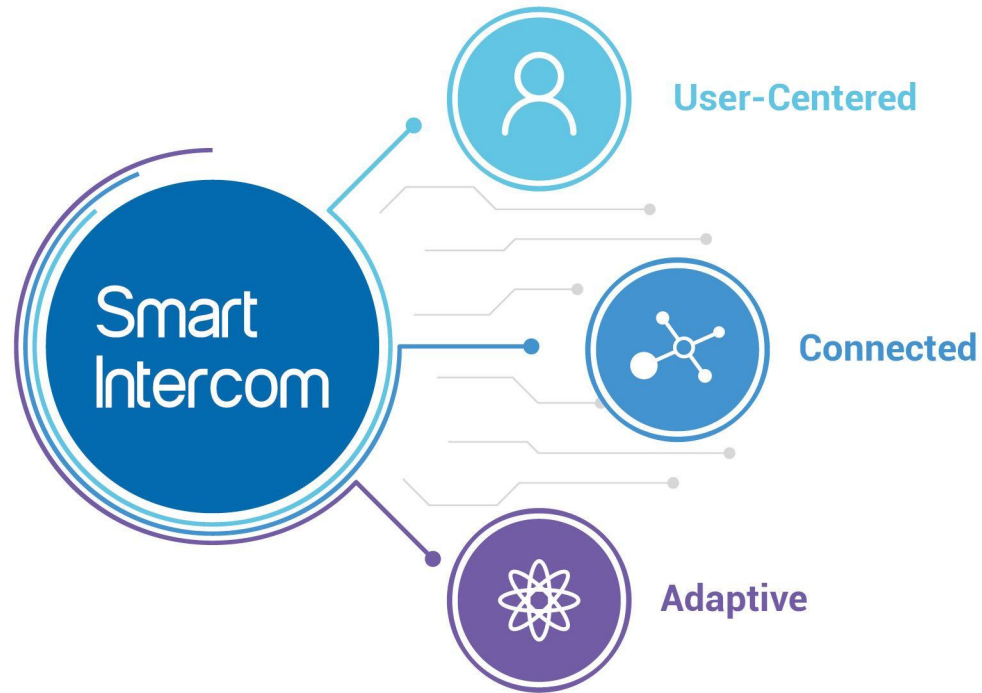 User-Centered
Smart
Intercom
Connected
Adaptive